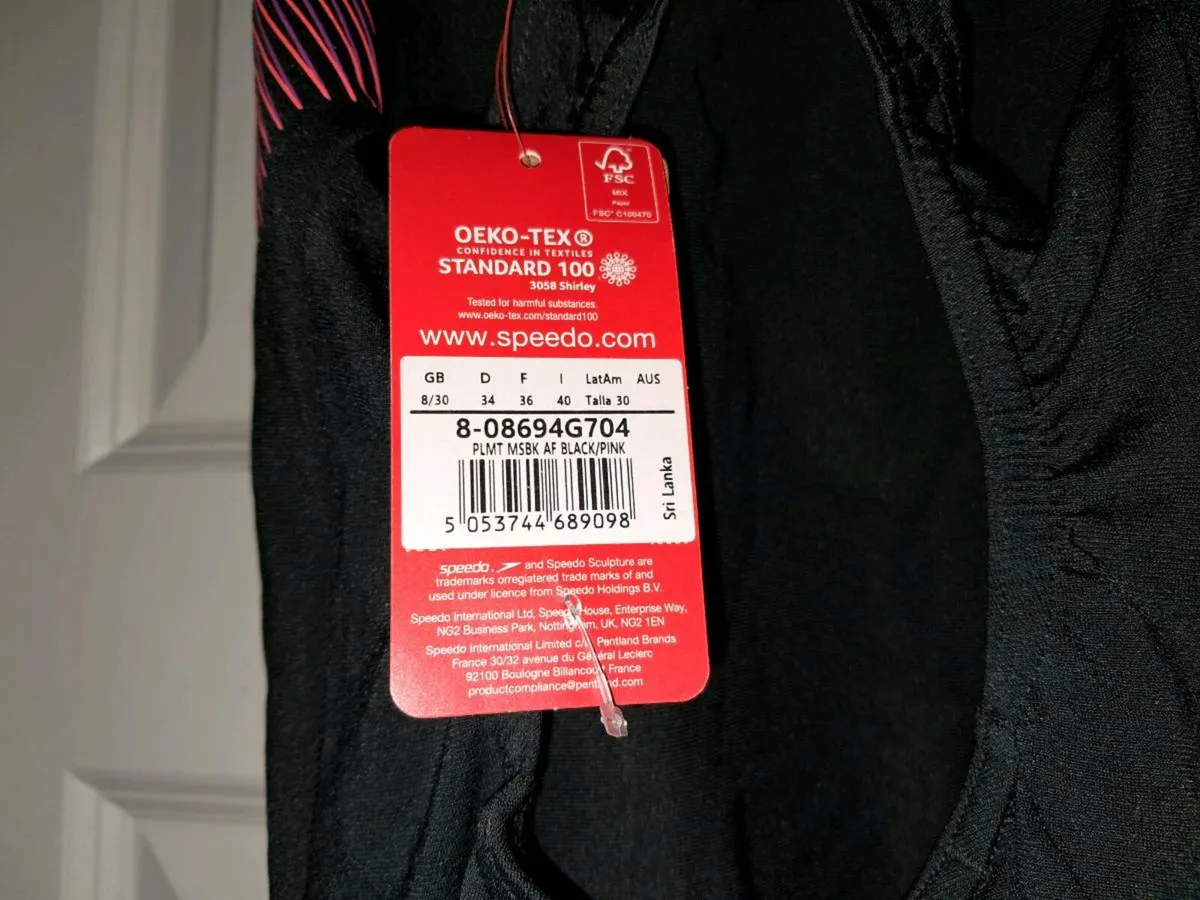 FSC
MIX
Paper
FSC™ C100470
OEKO-TEX®
CONFIDENCE IN TEXTILES
STANDARD 100
3058 Shirley
Tested for harmful substances.
www.oeko-tex.com/standard100
www.speedo.com
GB D F I LatAm AUS
8/30 34 36 40 Talla 30
8-08694G704
PLMT MSBK AF BLACK/PINK
5 053744 689098
Sri Lanka
speedo, and Speedo Sculpture are
trademarks orregiatered trade marks of and
used under licence from Speedo Holdings B.V.
Speedo International Ltd, Speedo House, Enterprise Way,
NG2 Business Park, Nottingham, UK, NG2 1EN
Speedo International Limited c/o Pentland Brands
France 30/32 avenue du Général Leclerc
92100 Boulogne Billancourt France
productcompliance@pentland.com